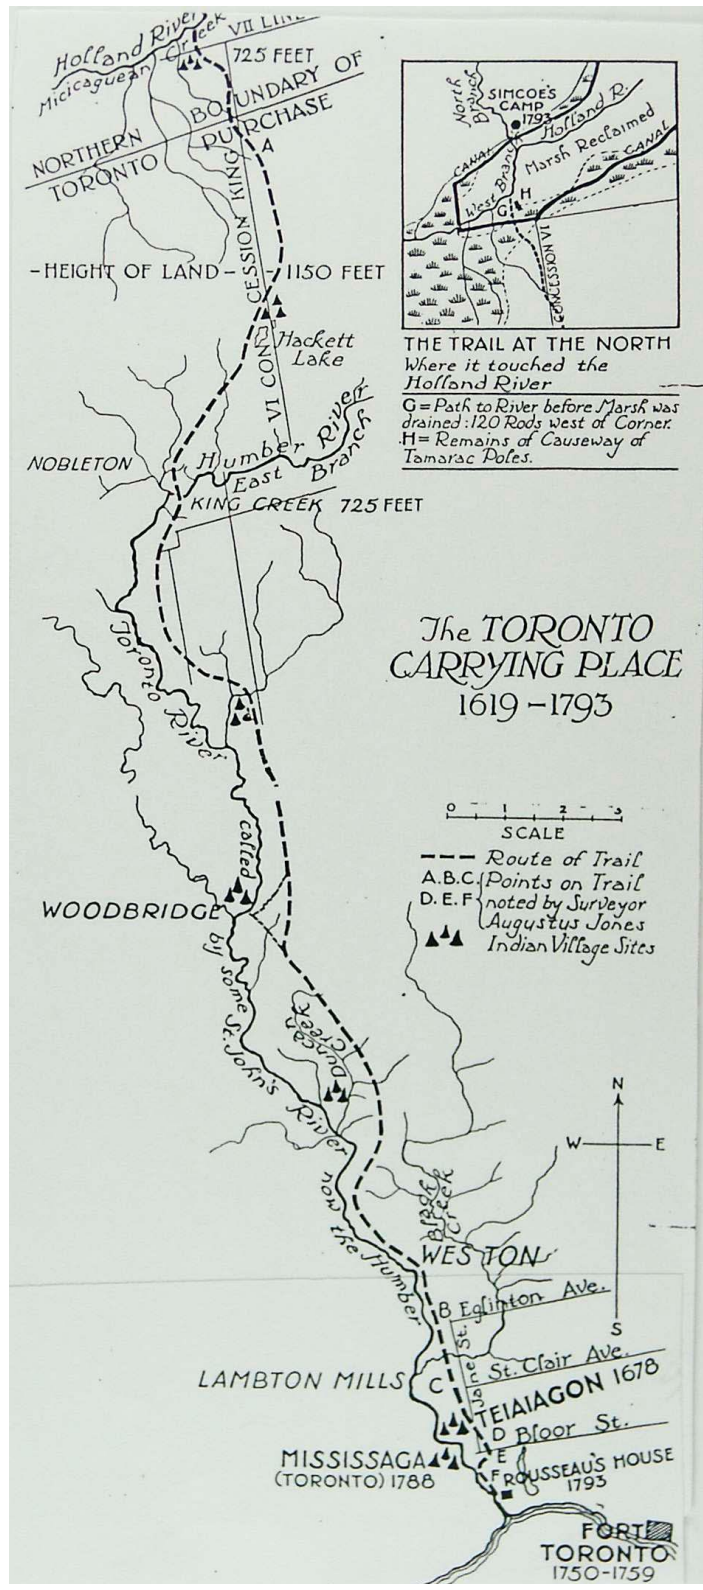 Holland River
Micicaguean Creek
VII LINE
725 FEET
NORTHERN BOUNDARY OF
TORONTO PURCHASE
A
-HEIGHT OF LAND- -1150 FEET
VI CONCESSION KING
Hackett
Lake
NOBLETON
Humber River
East Branch
KING CREEK 725 FEET
North
Branch
SIMCOE'S
CAMP
1793
Holland R.
CANAL
West Branch
Marsh Reclaimed
CANAL
H
G
CONCESSION VI
THE TRAIL AT THE NORTH
Where it touched the
Holland River
G = Path to River before Marsh was
drained: 120 Rods west of Corner.
H = Remains of Causeway of
Tamarac Poles.
The TORONTO
CARRYING PLACE
1619-1793
0 - 1 - 2 - 3
SCALE
Route of Trail
A. B. C. Points on Trail
D. E. F noted by Surveyor
Augustus Jones
Indian Village Sites
Toronto River
called
WOODBRIDGE
by some St. John's River
Duncan
Creek
now the Humber
Black
Creek
WESTON
N
W E
S
B Eglinton Ave.
Jane St.
St. Clair Ave.
LAMBTON MILLS
C
TEIAIAGON 1678
D Bloor St.
MISSISSAGA
(TORONTO) 1788
E
F
ROUSSEAU'S HOUSE
1793
FORT
TORONTO
1750-1759